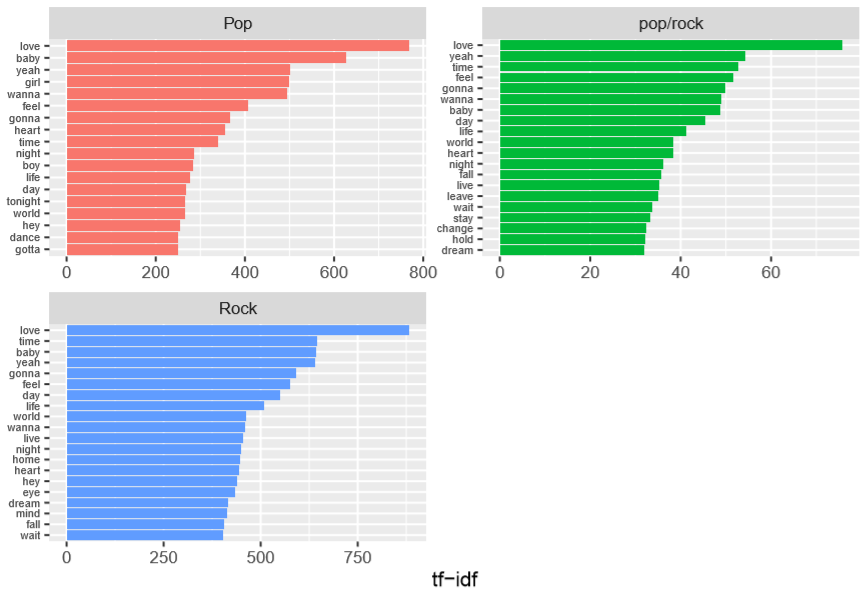 Pop
love
baby
yeah
girl
wanna
feel
gonna
heart
time
night
boy
life
day
tonight
world
hey
dance
gotta
0 200 400 600 800
pop/rock
love
yeah
time
feel
gonna
wanna
baby
day
life
world
heart
night
fall
live
leave
wait
stay
change
hold
dream
0 20 40 60
Rock
love
time
baby
yeah
gonna
feel
day
life
world
wanna
live
night
home
heart
hey
eye
dream
mind
fall
wait
0 250 500 750
tf-idf